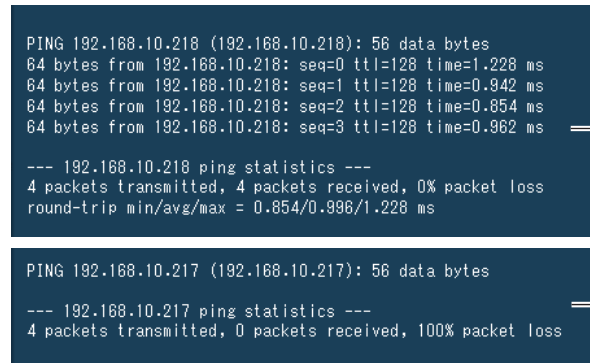 PING 192.168.10.218 (192.168.10.218): 56 data bytes
64 bytes from 192.168.10.218: seq=0 ttl=128 time=1.228 ms
64 bytes from 192.168.10.218: seq=1 ttl=128 time=0.942 ms
64 bytes from 192.168.10.218: seq=2 ttl=128 time=0.854 ms
64 bytes from 192.168.10.218: seq=3 ttl=128 time=0.962 ms
--- 192.168.10.218 ping statistics ---
4 packets transmitted, 4 packets received, 0% packet loss
round-trip min/avg/max = 0.854/0.996/1.228 ms
PING 192.168.10.217 (192.168.10.217): 56 data bytes
--- 192.168.10.217 ping statistics ---
4 packets transmitted, 0 packets received, 100% packet loss